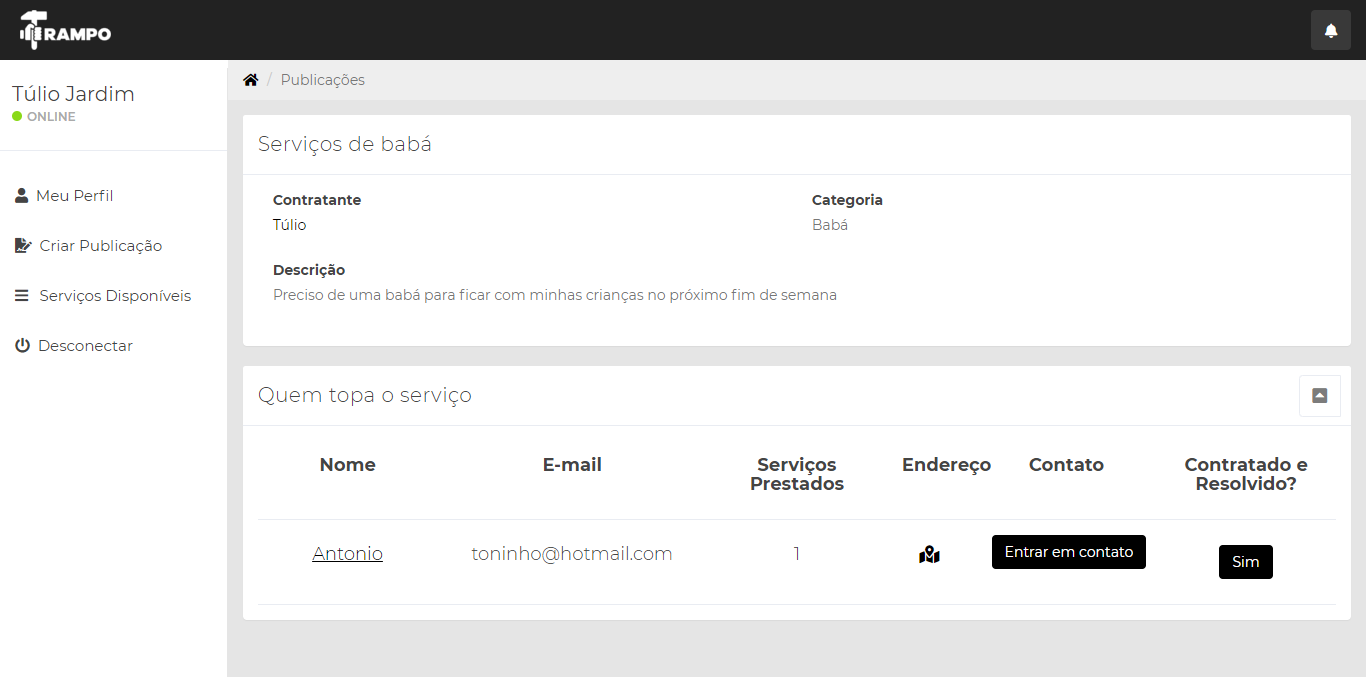 TRAMPO
Túlio Jardim
ONLINE
Meu Perfil
Criar Publicação
Serviços Disponíveis
Desconectar
/ Publicações
Serviços de babá
Contratante
Túlio
Categoria
Babá
Descrição
Preciso de uma babá para ficar com minhas crianças no próximo fim de semana
Quem topa o serviço
Nome
E-mail
Serviços
Prestados
Endereço
Contato
Contratado e
Resolvido?
Antonio
toninho@hotmail.com
1
Entrar em contato
Sim